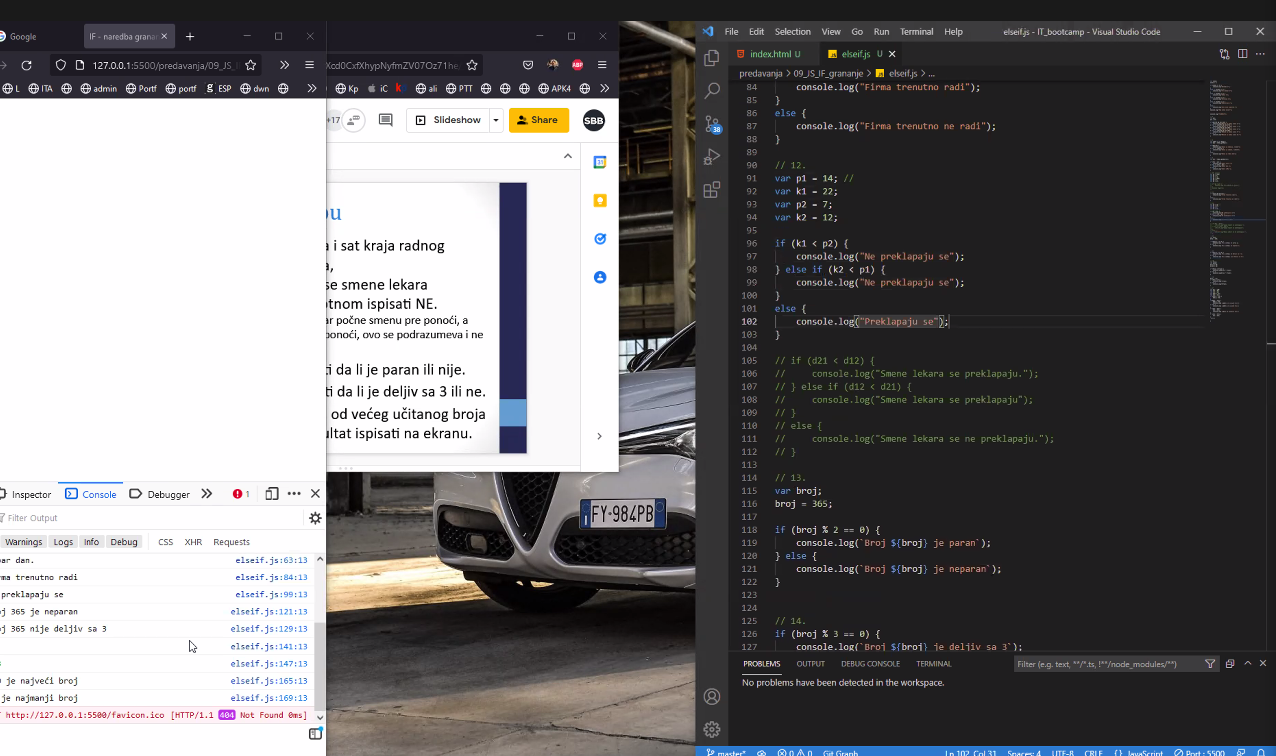 Google
IF - naredba granan
127.0.0.1:5500/predavanja/09_JS_I
Xcd0CxfXhypNyfmZV07Oz71he
ITA
admin
Portf
portf
ESP
dwn
Kp
iC
ali
PTT
APK4
+17
Slideshow
Share
SBB
31
bu
a i sat kraja radnog
a,
se smene lekara
otnom ispisati NE.
ar počne smenu pre ponoći, a
ponoći, ovo se podrazumeva i ne
ti da li je paran ili nije.
ti da li je deljiv sa 3 ili ne.
od većeg učitanog broja
ultat ispisati na ekranu.
FY·984PB
Inspector
Console
Debugger
1
Filter Output
Warnings
Logs
Info
Debug
CSS
XHR
Requests
ar dan. elseif.js:63:13
rma trenutno radi elseif.js:84:13
preklapaju se elseif.js:99:13
oj 365 je neparan elseif.js:121:13
oj 365 nije deljiv sa 3 elseif.js:129:13
elseif.js:141:13
elseif.js:147:13
je najveći broj elseif.js:165:13
je najmanji broj elseif.js:169:13
http://127.0.0.1:5500/favicon.ico [HTTP/1.1 404 Not Found 0ms]
File Edit Selection View Go Run Terminal Help
elseif.js - IT_bootcamp - Visual Studio Code
index.html U
JS elseif.js U
predavanja > 09_JS_IF_grananje > JS elseif.js > ...
38
84 console.log("Firma trenutno radi");
85 }
86 else {
87 console.log("Firma trenutno ne radi");
88 }
89
90 // 12.
91 var p1 = 14; //
92 var k1 = 22;
93 var p2 = 7;
94 var k2 = 12;
95
96 if (k1 < p2) {
97 console.log("Ne preklapaju se");
98 } else if (k2 < p1) {
99 console.log("Ne preklapaju se");
100 }
101 else {
102 console.log("Preklapaju se");
103 }
104
105 // if (d21 < d12) {
106 // console.log("Smene lekara se preklapaju.");
107 // } else if (d12 < d21) {
108 // console.log("Smene lekara se preklapaju");
109 // }
110 // else {
111 // console.log("Smene lekara se ne preklapaju.");
112 // }
113
114 // 13.
115 var broj;
116 broj = 365;
117
118 if (broj % 2 == 0) {
119 console.log(`Broj ${broj} je paran`);
120 } else {
121 console.log(`Broj ${broj} je neparan`);
122 }
123
124
125 // 14.
126 if (broj % 3 == 0) {
127 console.log(`Broj ${broj} je deljiv sa 3`);
PROBLEMS
OUTPUT
DEBUG CONSOLE
TERMINAL
Filter (e.g. text, **/*.ts, !**/node_modules/**)
No problems have been detected in the workspace.
master*
0
0
Git Graph
Ln 102, Col 31
Spaces: 4
UTF-8
CRLF
JavaScript
Port : 5500